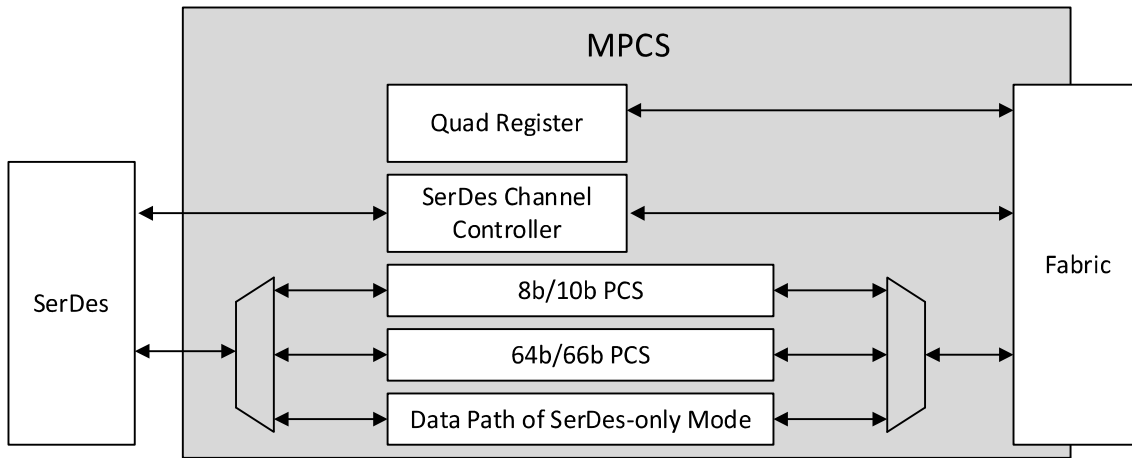 MPCS
Quad Register
SerDes Channel
Controller
SerDes
Fabric
8b/10b PCS
64b/66b PCS
Data Path of SerDes-only Mode